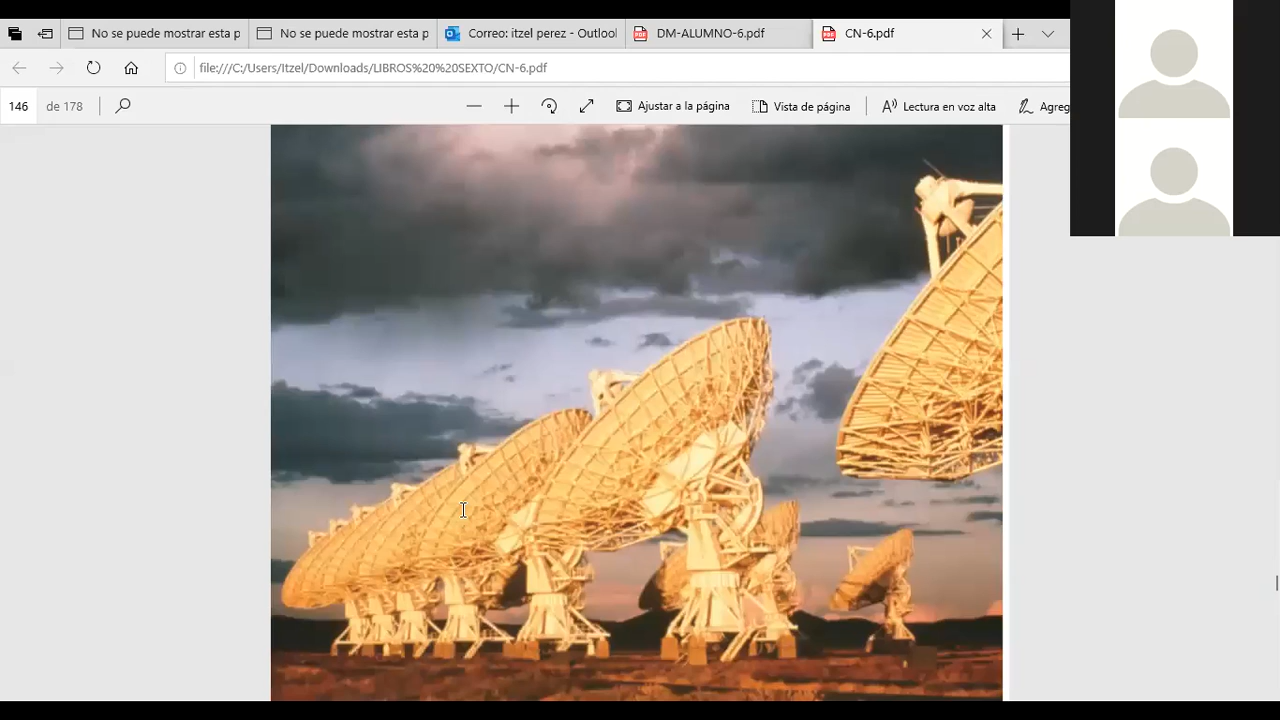 No se puede mostrar esta p
No se puede mostrar esta p
Correo: itzel perez - Outlool
DM-ALUMNO-6.pdf
CN-6.pdf
file:///C:/Users/Itzel/Downloads/LIBROS%20%20SEXTO/CN-6.pdf
146 de 178
Ajustar a la página
Vista de página
Lectura en voz alta
Agreg